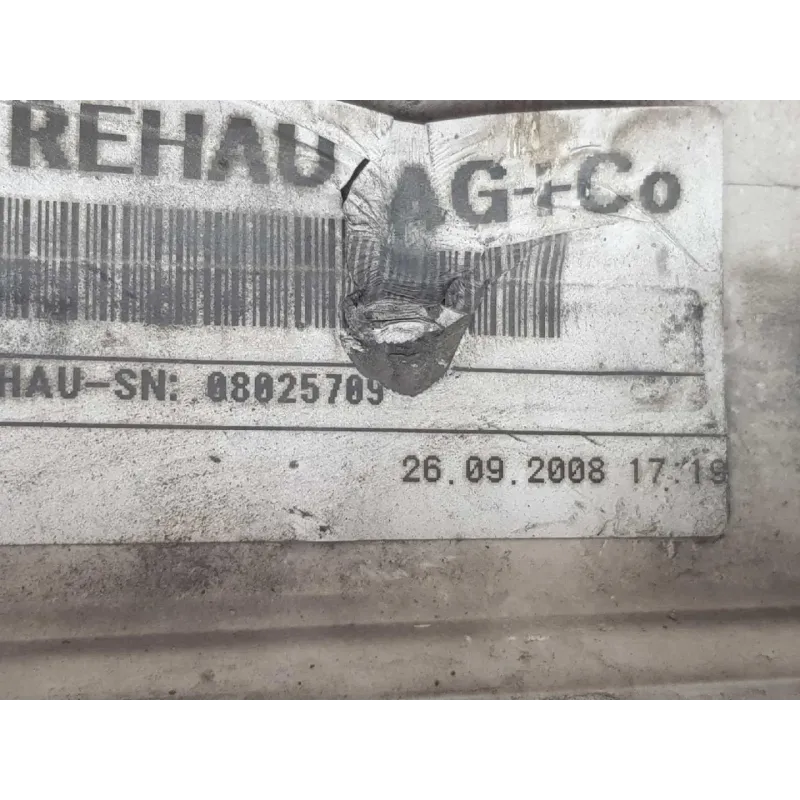 REHAU AG+Co
HAU-SN: 08025709
26.09.2008 17:19